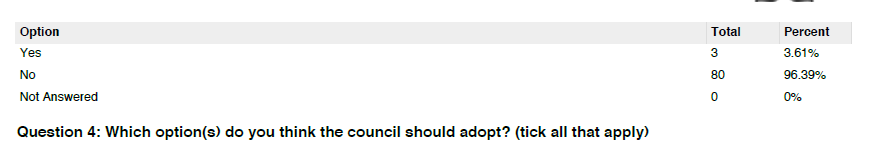 Option Total Percent
Yes 3 3.61%
No 80 96.39%
Not Answered 0 0%
Question 4: Which option(s) do you think the council should adopt? (tick all that apply)